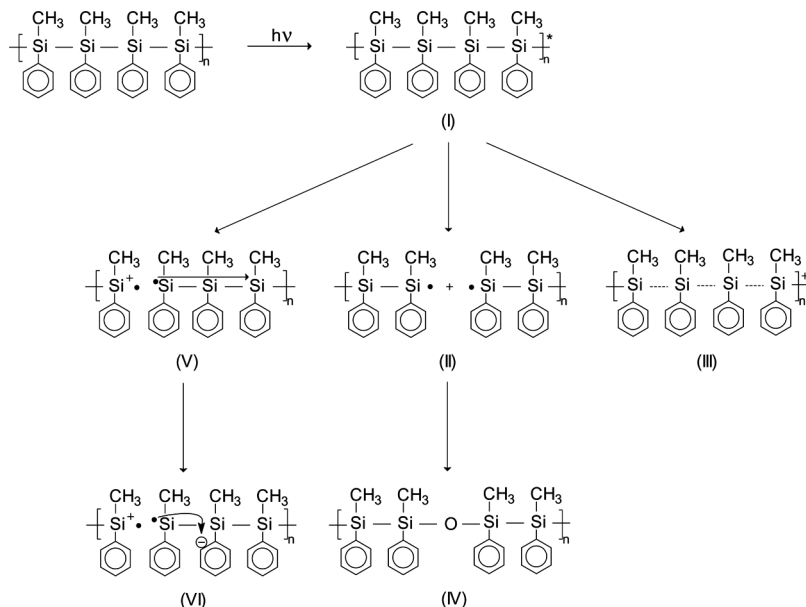 CH3 CH3 CH3 CH3 hν CH3 CH3 CH3 CH3
[ Si — Si — Si — Si ]n [ Si — Si — Si — Si ]n*
(I)
CH3 CH3 CH3 CH3 CH3 CH3 CH3 CH3 CH3 CH3 CH3 CH3
[ Si+• •Si — Si — Si ]n [ Si — Si• + •Si — Si ]n [ Si ---- Si ---- Si ---- Si ]n+
(V) (II) (III)
CH3 CH3 CH3 CH3 CH3 CH3 CH3 CH3
[ Si+• •Si — Si — Si ]n [ Si — Si — O — Si — Si ]n
⊖
(VI) (IV)